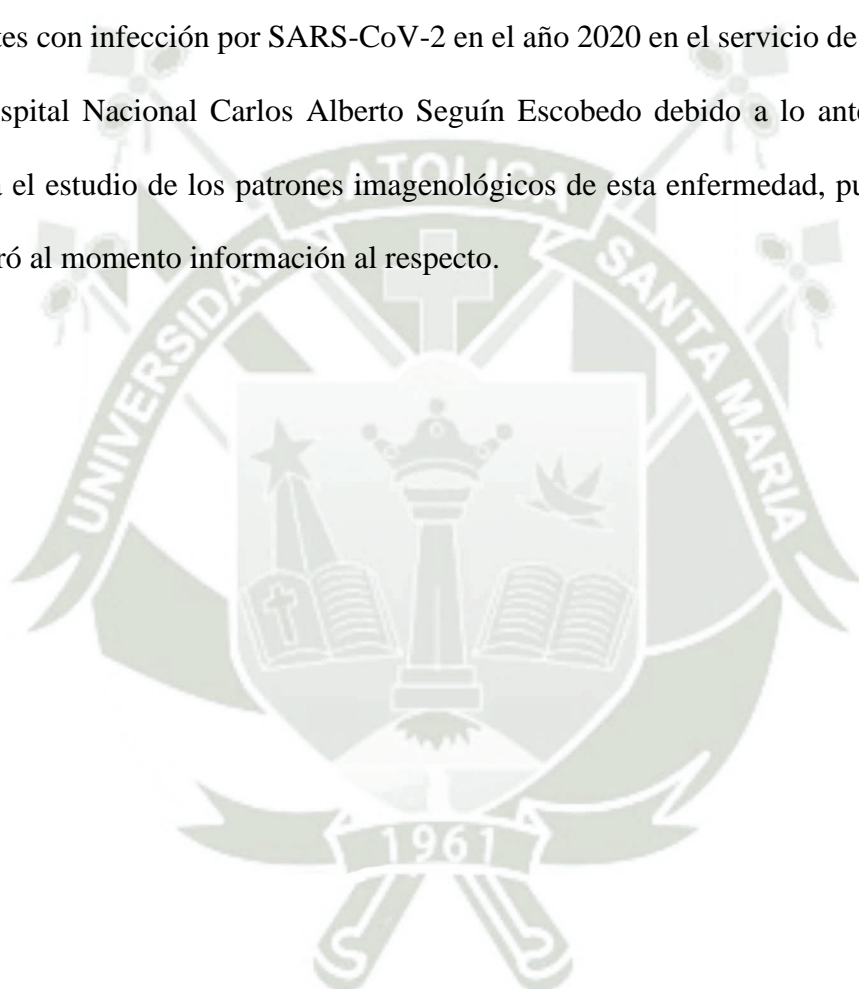 tes con infección por SARS-CoV-2 en el año 2020 en el servicio de
spital Nacional Carlos Alberto Seguín Escobedo debido a lo ante
a el estudio de los patrones imagenológicos de esta enfermedad, pu
ró al momento información al respecto.
UNIVERSIDAD CATOLICA SANTA MARIA
1961